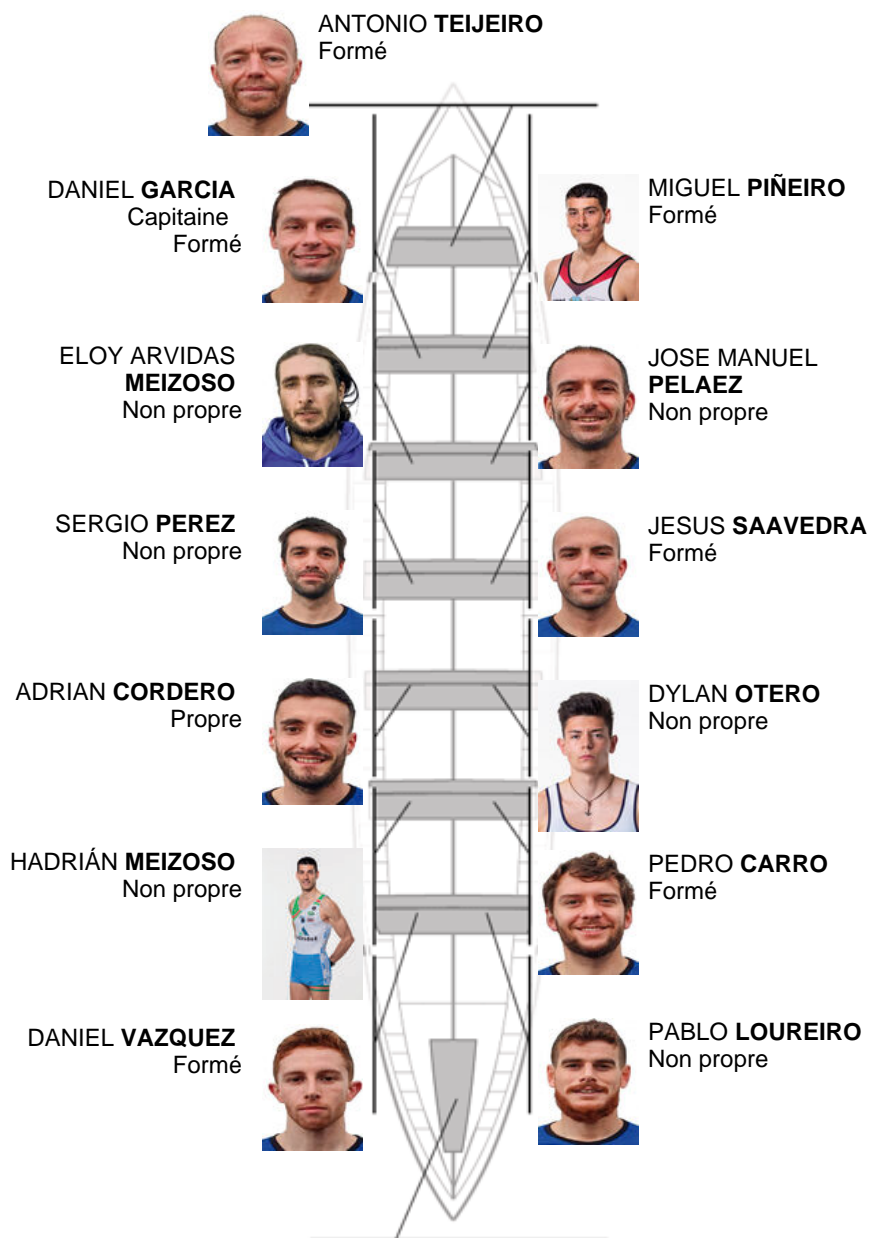 ANTONIO TEIJEIRO
Formé
DANIEL GARCIA
Capitaine
Formé
MIGUEL PIÑEIRO
Formé
ELOY ARVIDAS
MEIZOSO
Non propre
JOSE MANUEL
PELAEZ
Non propre
SERGIO PEREZ
Non propre
JESUS SAAVEDRA
Formé
ADRIAN CORDERO
Propre
DYLAN OTERO
Non propre
HADRIÁN MEIZOSO
Non propre
PEDRO CARRO
Formé
DANIEL VAZQUEZ
Formé
PABLO LOUREIRO
Non propre